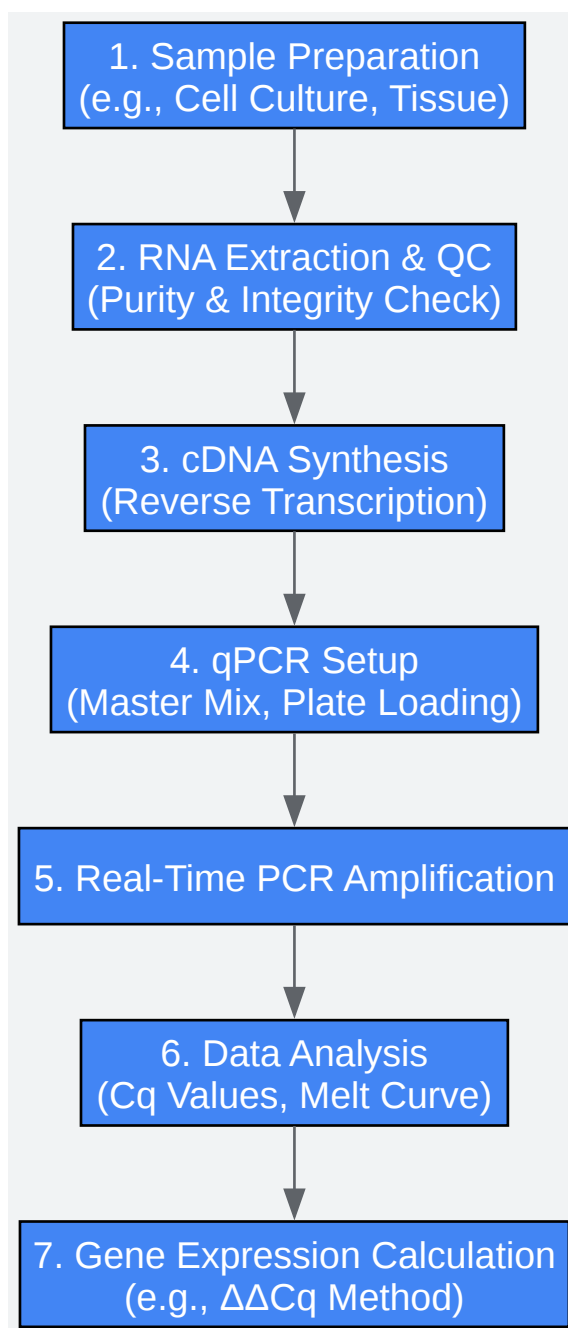 1. Sample Preparation
(e.g., Cell Culture, Tissue)
2. RNA Extraction & QC
(Purity & Integrity Check)
3. cDNA Synthesis
(Reverse Transcription)
4. qPCR Setup
(Master Mix, Plate Loading)
5. Real-Time PCR Amplification
6. Data Analysis
(Cq Values, Melt Curve)
7. Gene Expression Calculation
(e.g., ΔΔCq Method)